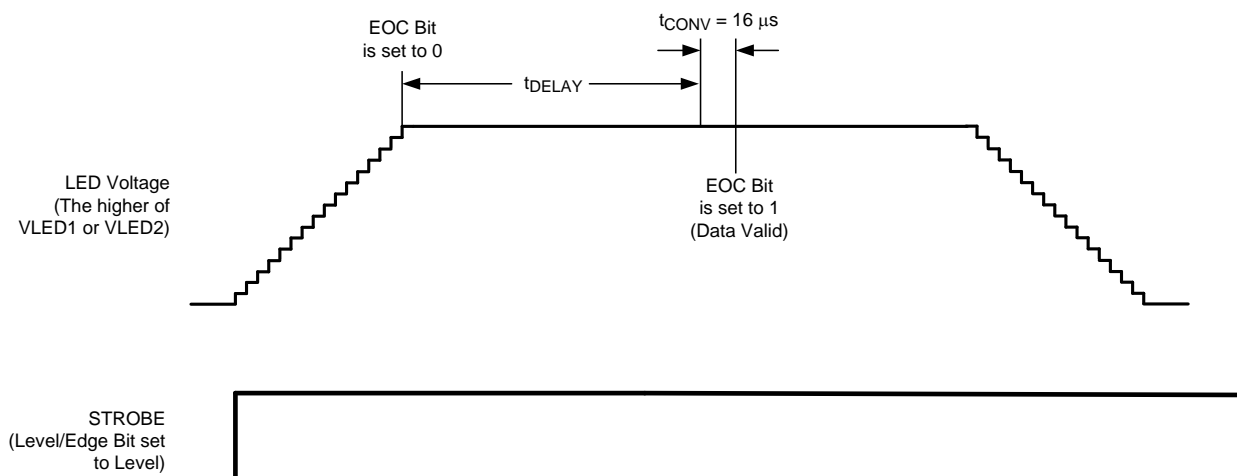 EOC Bit
is set to 0
tCONV = 16 μs
tDELAY
LED Voltage
(The higher of
VLED1 or VLED2)
EOC Bit
is set to 1
(Data Valid)
STROBE
(Level/Edge Bit set
to Level)